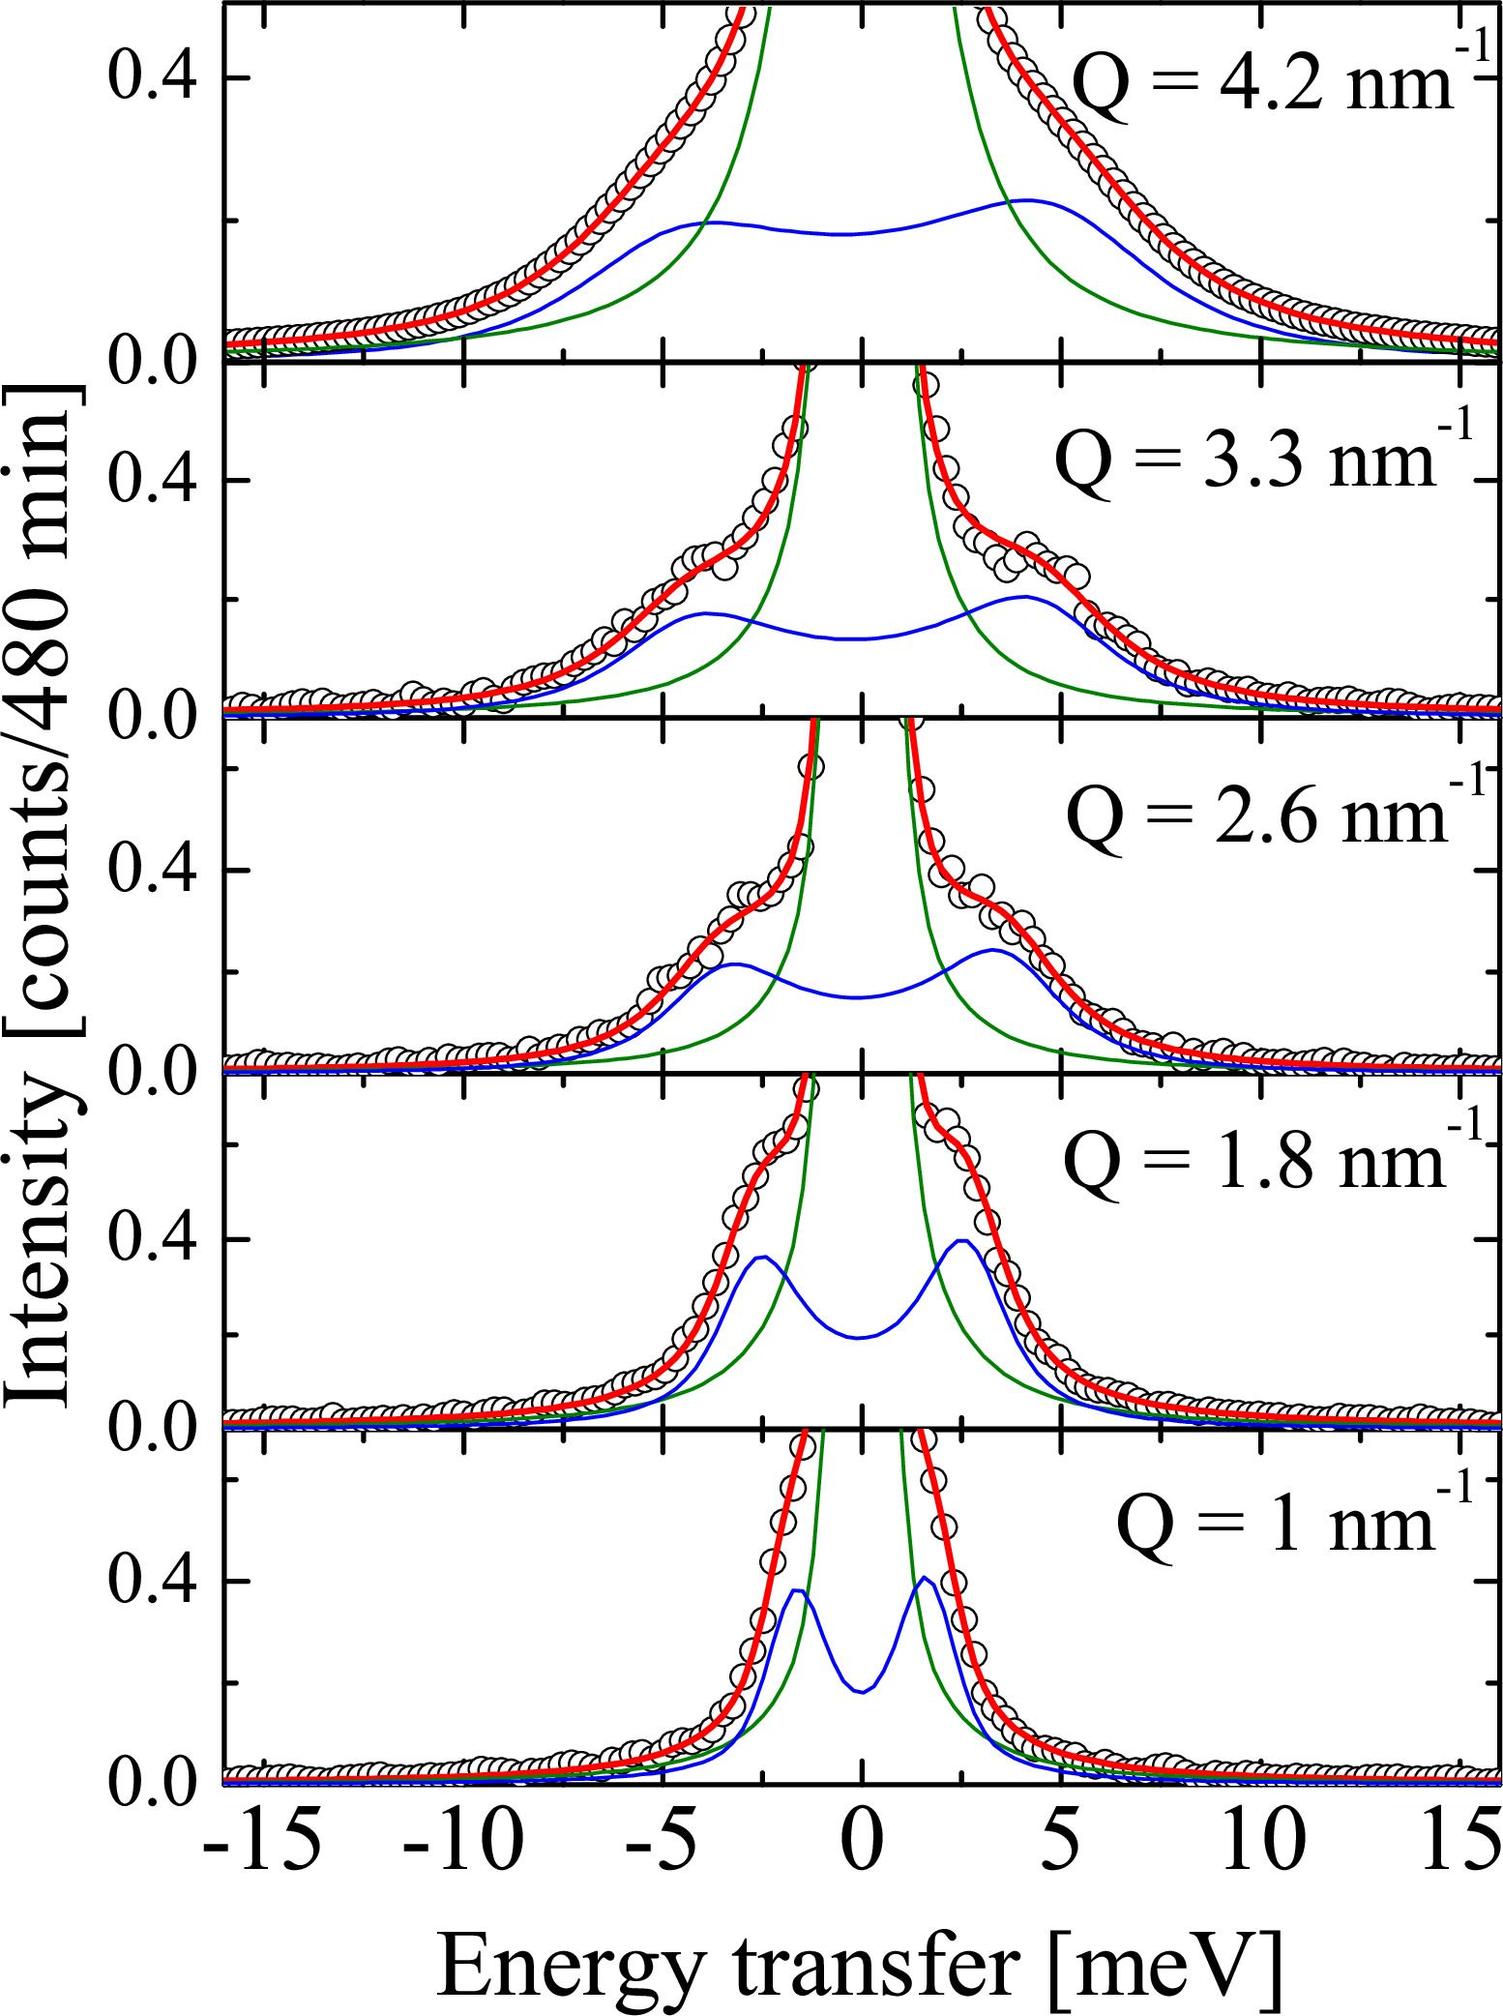 Intensity [counts/480 min]
0.4
Q = 4.2 nm⁻¹
0.0
Q = 3.3 nm⁻¹
0.4
0.0
Q = 2.6 nm⁻¹
0.4
0.0
Q = 1.8 nm⁻¹
0.4
0.0
Q = 1 nm⁻¹
0.4
0.0
-15 -10 -5 0 5 10 15
Energy transfer [meV]